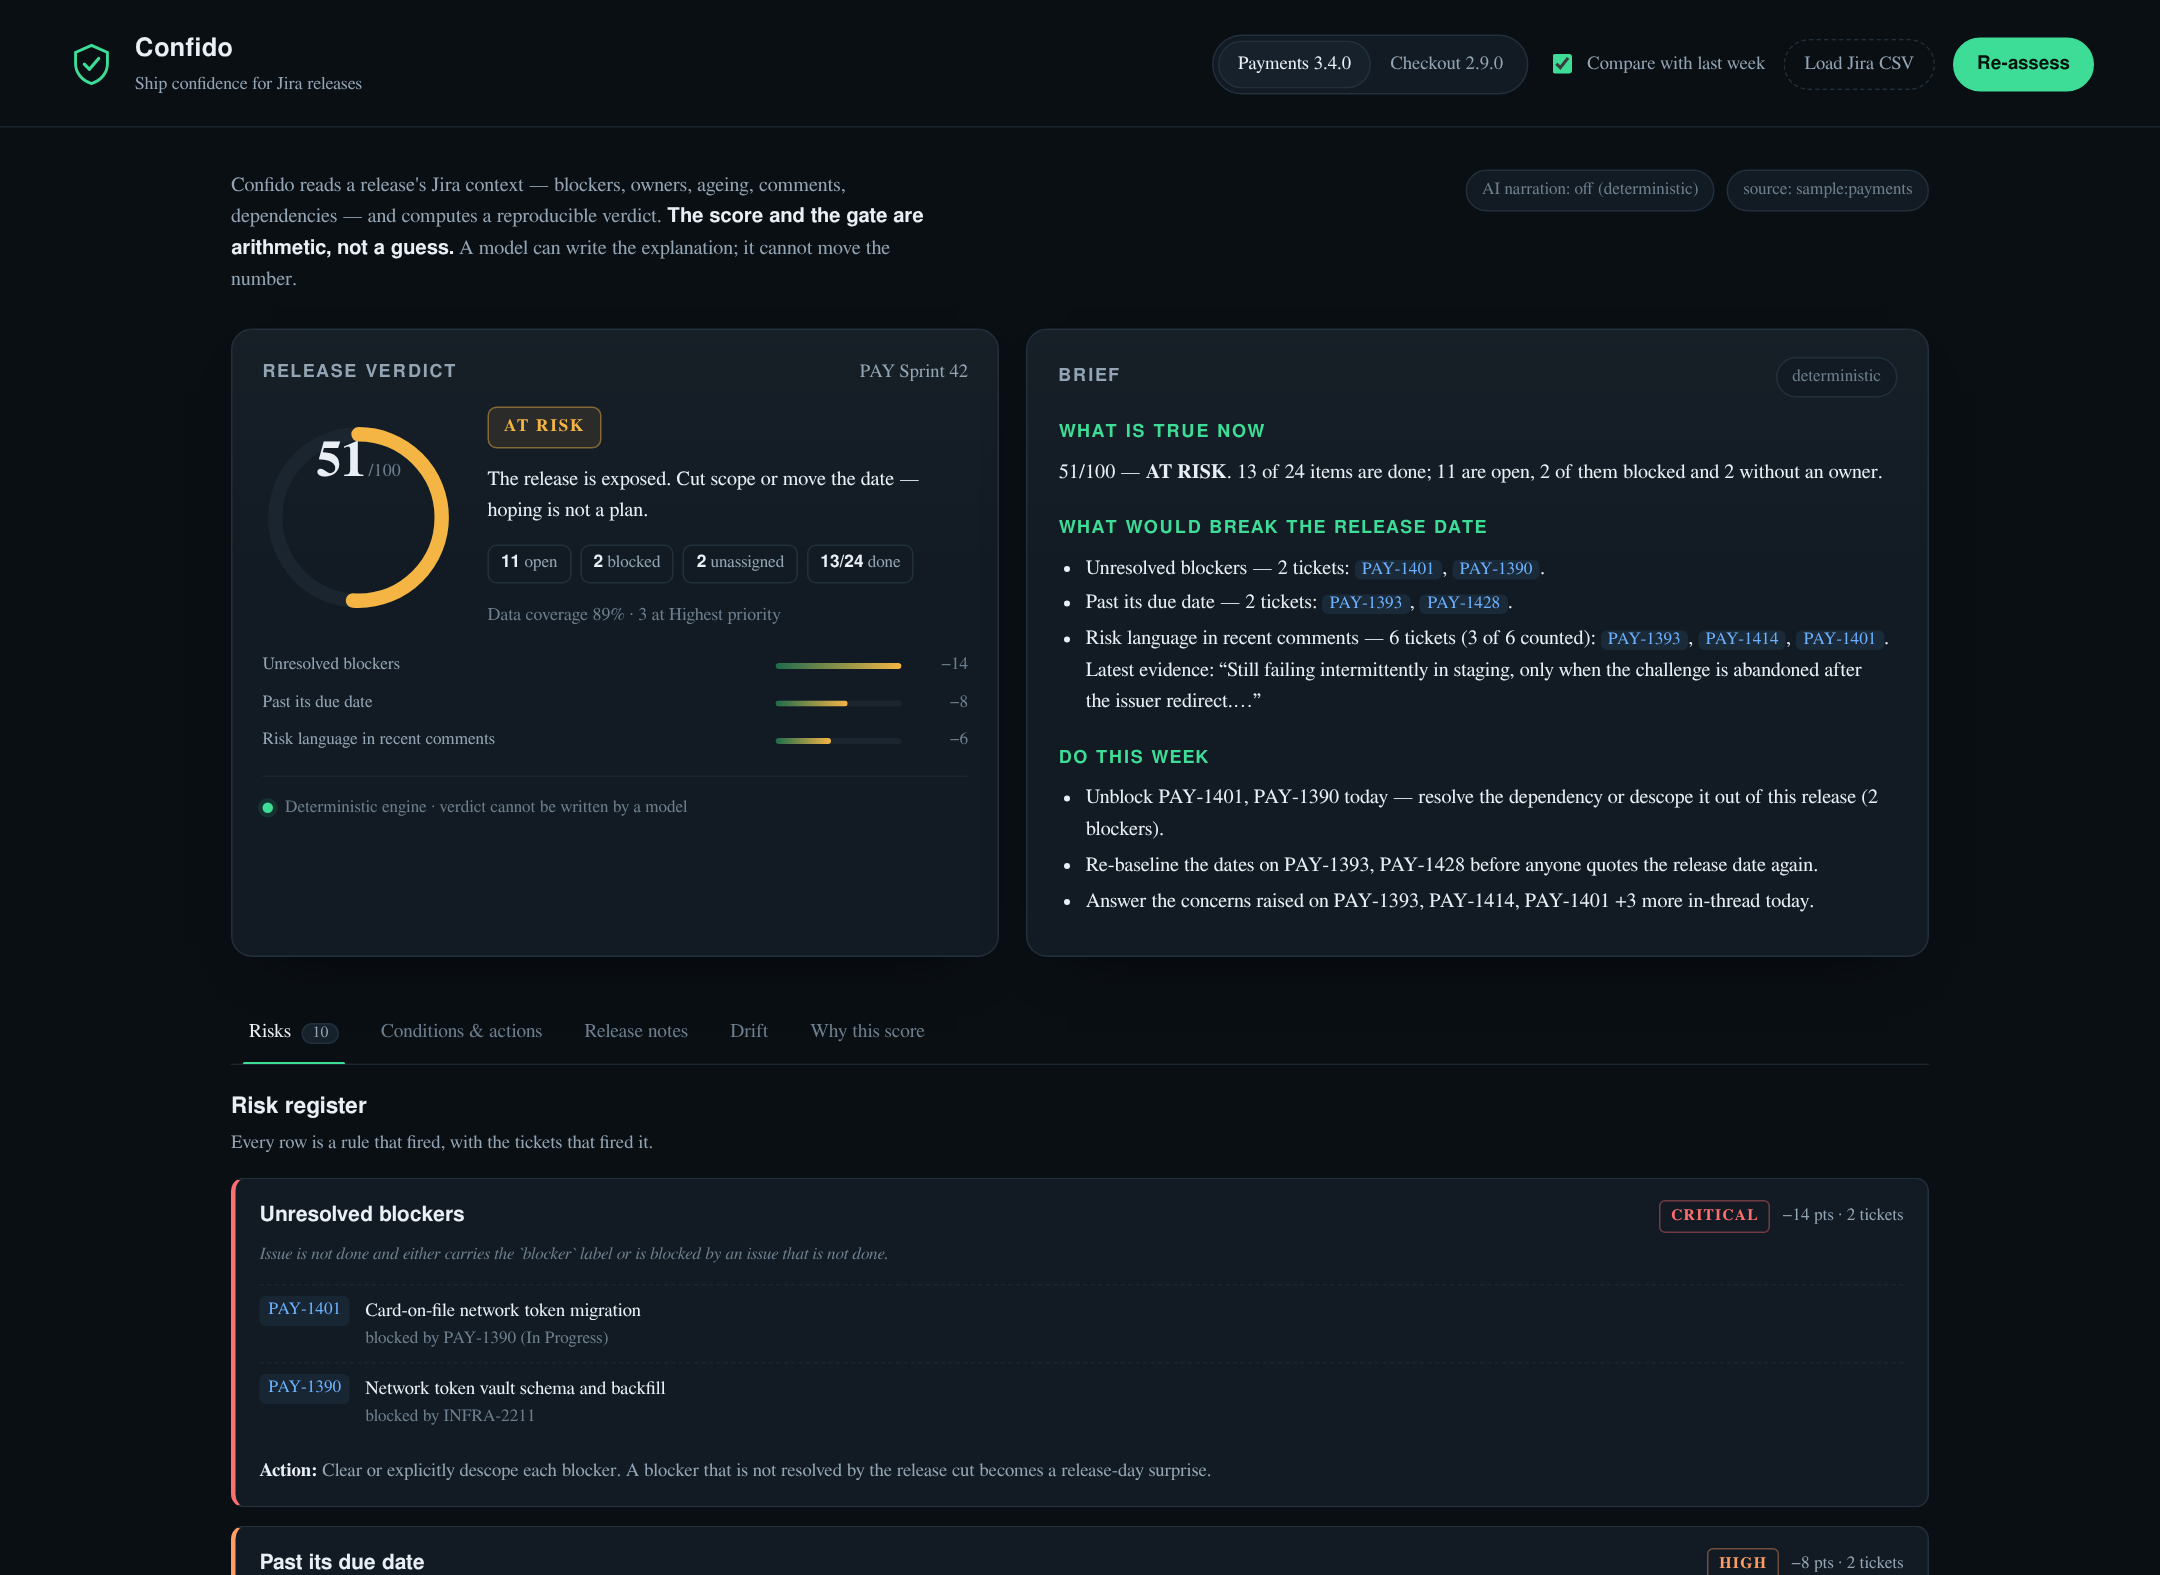 Confido
Ship confidence for Jira releases
Payments 3.4.0
Checkout 2.9.0
Compare with last week
Load Jira CSV
Re-assess
Confido reads a release's Jira context — blockers, owners, ageing, comments,
dependencies — and computes a reproducible verdict. The score and the gate are
arithmetic, not a guess. A model can write the explanation; it cannot move the
number.
AI narration: off (deterministic)
source: sample:payments
RELEASE VERDICT
PAY Sprint 42
51/100
AT RISK
The release is exposed. Cut scope or move the date —
hoping is not a plan.
11 open
2 blocked
2 unassigned
13/24 done
Data coverage 89% · 3 at Highest priority
Unresolved blockers −14
Past its due date −8
Risk language in recent comments −6
Deterministic engine · verdict cannot be written by a model
BRIEF
deterministic
WHAT IS TRUE NOW
51/100 — AT RISK. 13 of 24 items are done; 11 are open, 2 of them blocked and 2 without an owner.
WHAT WOULD BREAK THE RELEASE DATE
• Unresolved blockers — 2 tickets: PAY-1401, PAY-1390.
• Past its due date — 2 tickets: PAY-1393, PAY-1428.
• Risk language in recent comments — 6 tickets (3 of 6 counted): PAY-1393, PAY-1414, PAY-1401.
Latest evidence: “Still failing intermittently in staging, only when the challenge is abandoned after
the issuer redirect.…”
DO THIS WEEK
• Unblock PAY-1401, PAY-1390 today — resolve the dependency or descope it out of this release (2
blockers).
• Re-baseline the dates on PAY-1393, PAY-1428 before anyone quotes the release date again.
• Answer the concerns raised on PAY-1393, PAY-1414, PAY-1401 +3 more in-thread today.
Risks 10
Conditions & actions
Release notes
Drift
Why this score
Risk register
Every row is a rule that fired, with the tickets that fired it.
Unresolved blockers
CRITICAL −14 pts · 2 tickets
Issue is not done and either carries the `blocker` label or is blocked by an issue that is not done.
PAY-1401 Card-on-file network token migration
blocked by PAY-1390 (In Progress)
PAY-1390 Network token vault schema and backfill
blocked by INFRA-2211
Action: Clear or explicitly descope each blocker. A blocker that is not resolved by the release cut becomes a release-day surprise.
Past its due date
HIGH −8 pts · 2 tickets